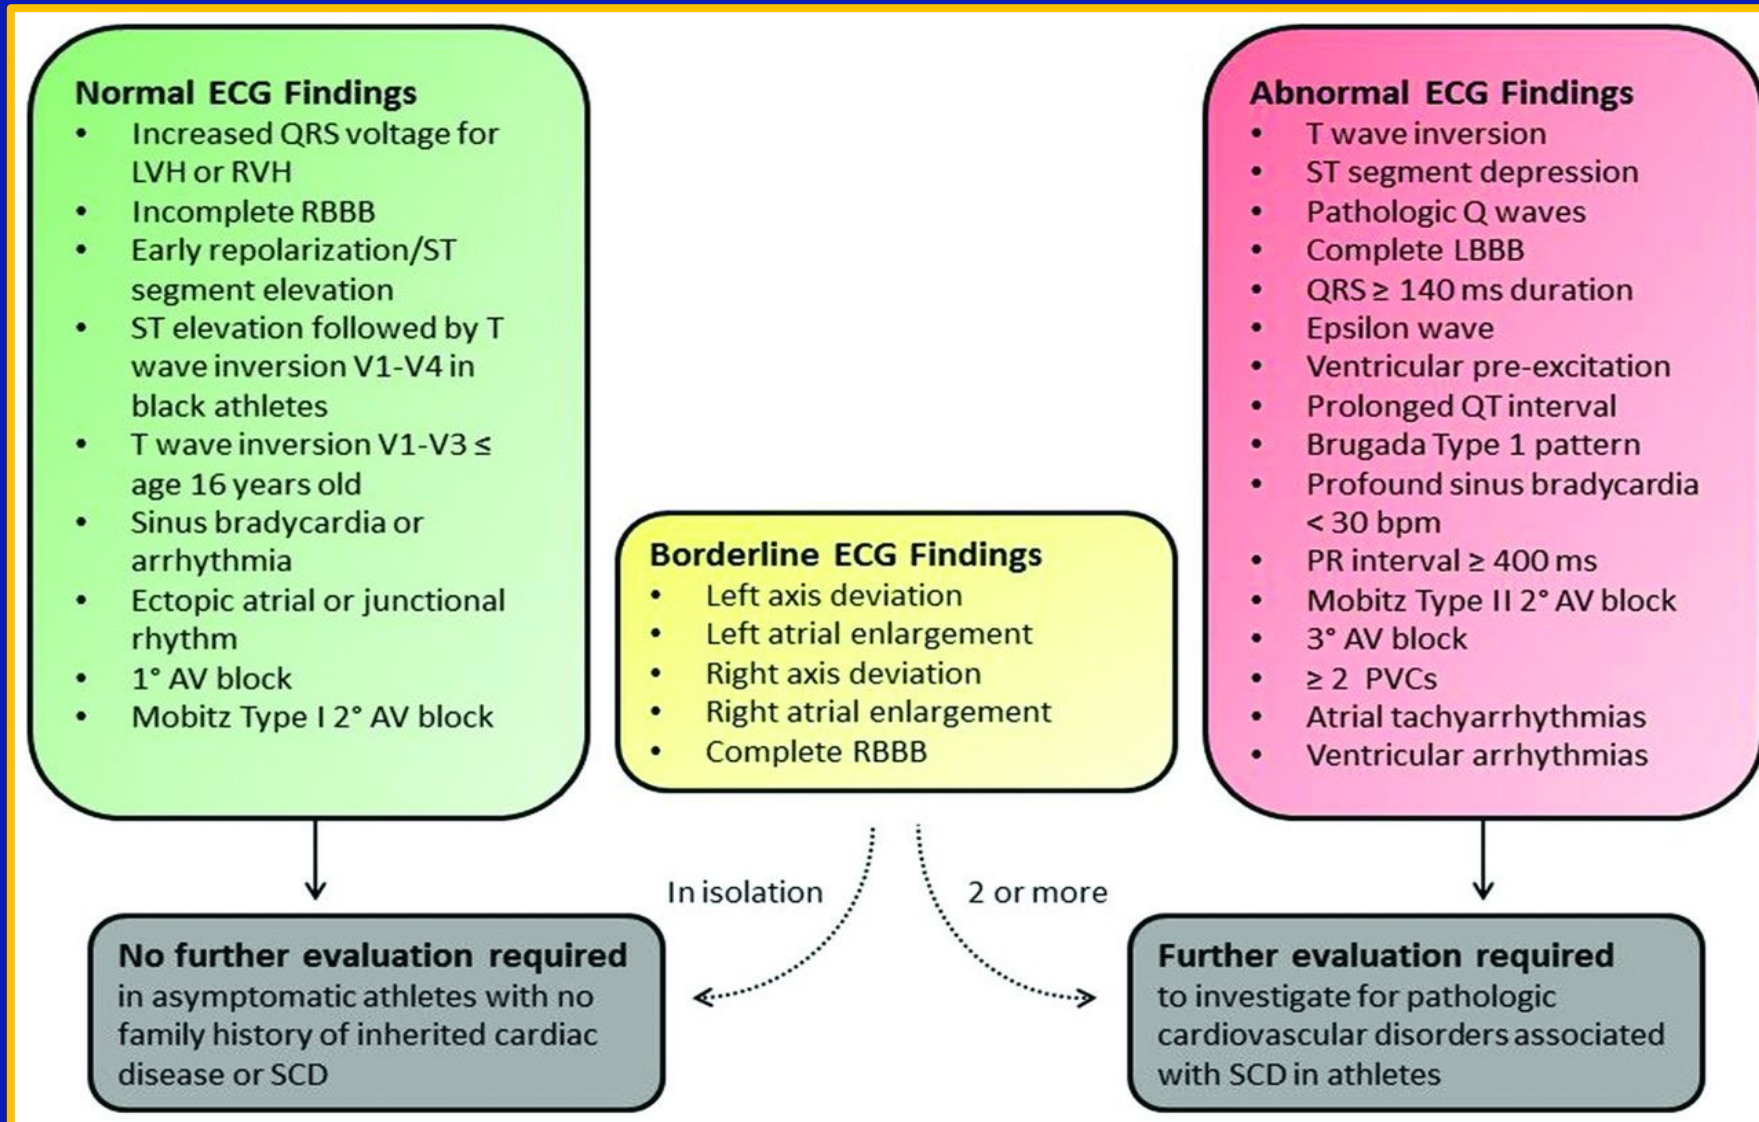 Normal ECG Findings
• Increased QRS voltage for
LVH or RVH
• Incomplete RBBB
• Early repolarization/ST
segment elevation
• ST elevation followed by T
wave inversion V1-V4 in
black athletes
• T wave inversion V1-V3 ≤
age 16 years old
• Sinus bradycardia or
arrhythmia
• Ectopic atrial or junctional
rhythm
• 1° AV block
• Mobitz Type I 2° AV block
Borderline ECG Findings
• Left axis deviation
• Left atrial enlargement
• Right axis deviation
• Right atrial enlargement
• Complete RBBB
Abnormal ECG Findings
• T wave inversion
• ST segment depression
• Pathologic Q waves
• Complete LBBB
• QRS ≥ 140 ms duration
• Epsilon wave
• Ventricular pre-excitation
• Prolonged QT interval
• Brugada Type 1 pattern
• Profound sinus bradycardia
< 30 bpm
• PR interval ≥ 400 ms
• Mobitz Type II 2° AV block
• 3° AV block
• ≥ 2 PVCs
• Atrial tachyarrhythmias
• Ventricular arrhythmias
In isolation
2 or more
No further evaluation required
in asymptomatic athletes with no
family history of inherited cardiac
disease or SCD
Further evaluation required
to investigate for pathologic
cardiovascular disorders associated
with SCD in athletes